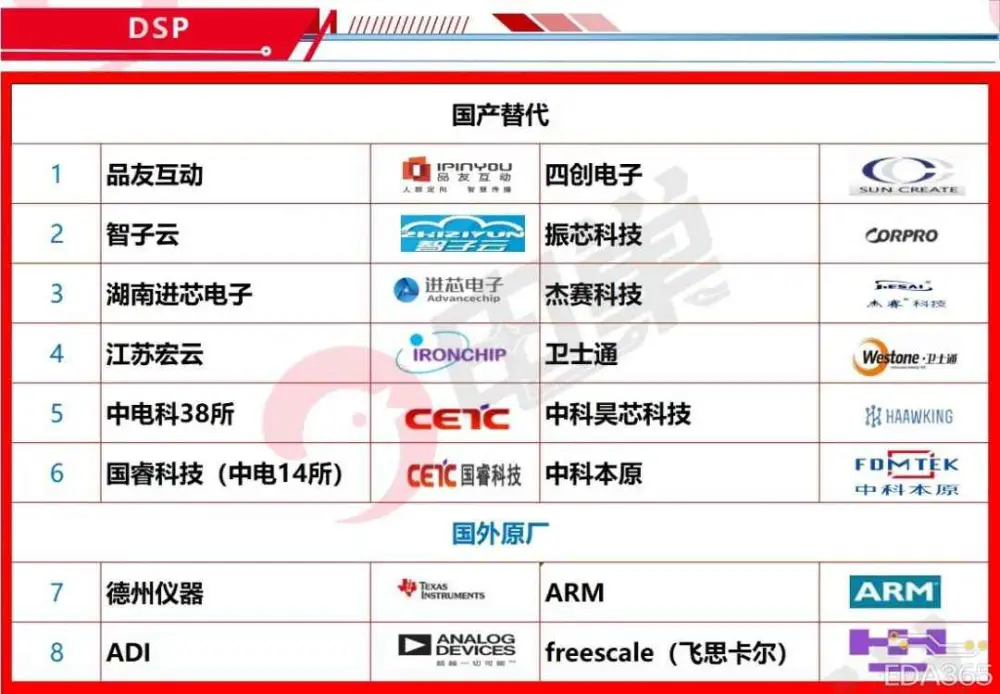 DSP
国产替代
1 品友互动 IPINYOU 品友互动 人群定向 智慧传播 四创电子 SUN CREATE
2 智子云 ZHIZIYUN 智子云 振芯科技 CORPRO
3 湖南进芯电子 进芯电子 Advancechip 杰赛科技 杰赛科技
4 江苏宏云 IRONCHIP 卫士通 Westone·卫士通
5 中电科38所 CETC 中科昊芯科技 HAAWKING
6 国睿科技（中电14所） CETC 国睿科技 中科本原 FDMTEK 中科本原
国外原厂
7 德州仪器 TEXAS INSTRUMENTS ARM ARM
8 ADI ANALOG DEVICES 超越一切可能™ freescale（飞思卡尔）
EDA365